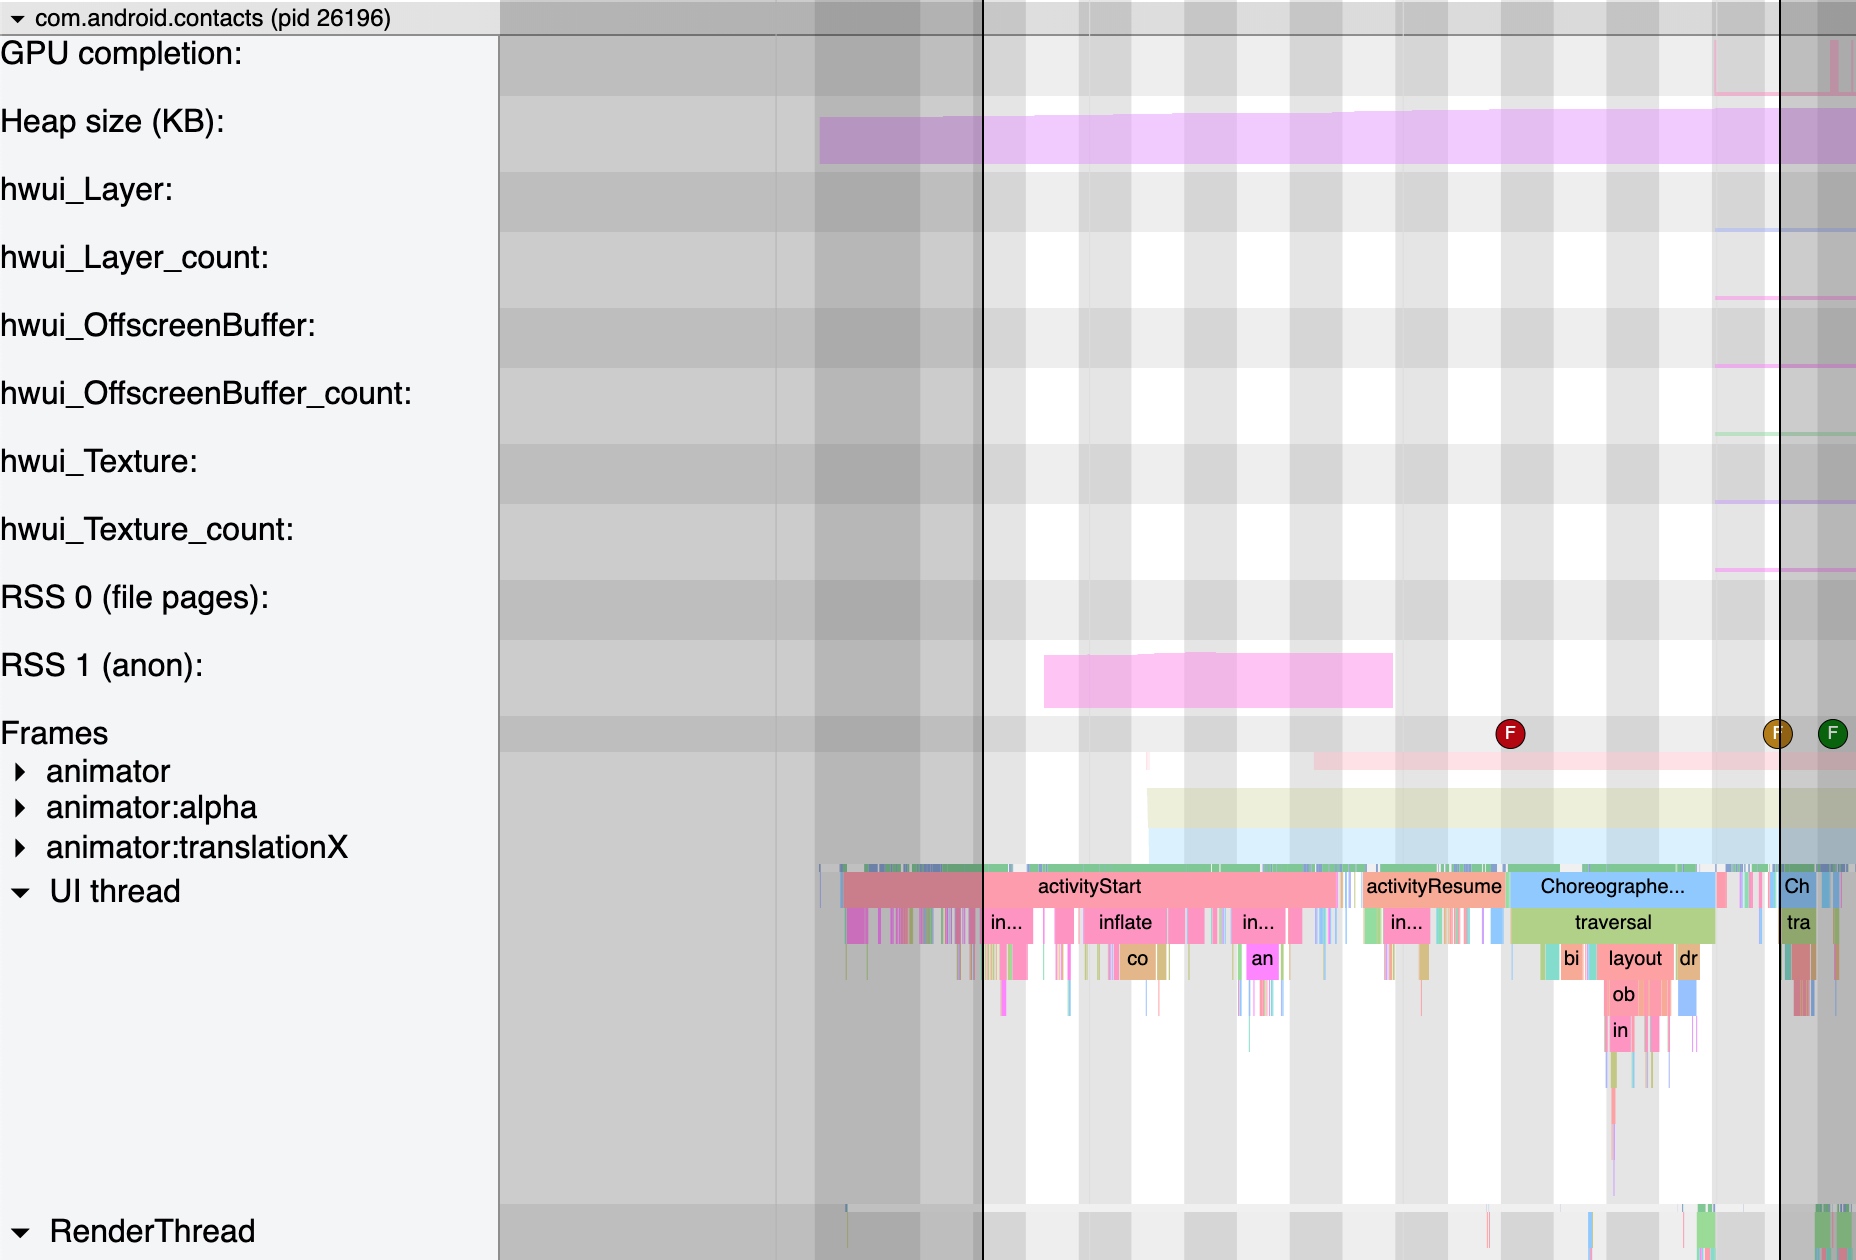 com.android.contacts (pid 26196)
GPU completion:
Heap size (KB):
hwui_Layer:
hwui_Layer_count:
hwui_OffscreenBuffer:
hwui_OffscreenBuffer_count:
hwui_Texture:
hwui_Texture_count:
RSS 0 (file pages):
RSS 1 (anon):
Frames F F F
animator
animator:alpha
animator:translationX
UI thread activityStart activityResume Choreographe... Ch
in... inflate in... in... traversal tra
co an bi layout dr
ob
in
RenderThread